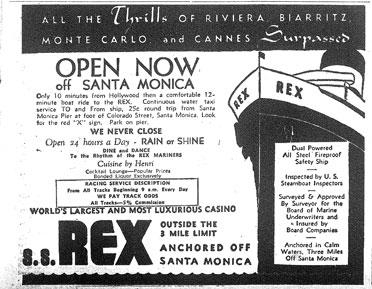 ALL THE Thrills OF RIVIERA, BIARRITZ,
MONTE CARLO and CANNES Surpassed
OPEN NOW
off SANTA MONICA
Only 10 minutes from Hollywood then a comfortable 12-
minute boat ride to the REX. Continuous water taxi
service TO and From ship, 25¢ round trip from Santa
Monica Pier at foot of Colorado Street, Santa Monica. Look
for the red "X" sign. Park on pier.
WE NEVER CLOSE
Open 24 hours a Day - RAIN or SHINE
DINE and DANCE
To the Rhythm of the REX MARINERS
Cuisine by Henri
Cocktail Lounge—Popular Prices
Bonded Liquor Exclusively
RACING SERVICE DESCRIPTION
From All Tracks Beginning 9 a.m. Every Day
WE PAY TRACK ODDS
All Tracks—5% Commission
WORLD'S LARGEST AND MOST LUXURIOUS CASINO
S.S. REX
OUTSIDE THE
3 MILE LIMIT
ANCHORED OFF
SANTA MONICA
REX
REX
Dual Powered
All Steel Fireproof
Safety Ship
Inspected by U. S.
Steamboat Inspectors
Surveyed & Approved
By Surveyor for the
Board of Marine
Underwriters and
Insured by
Board Companies
Anchored in Calm
Waters, Three Miles
Off Santa Monica